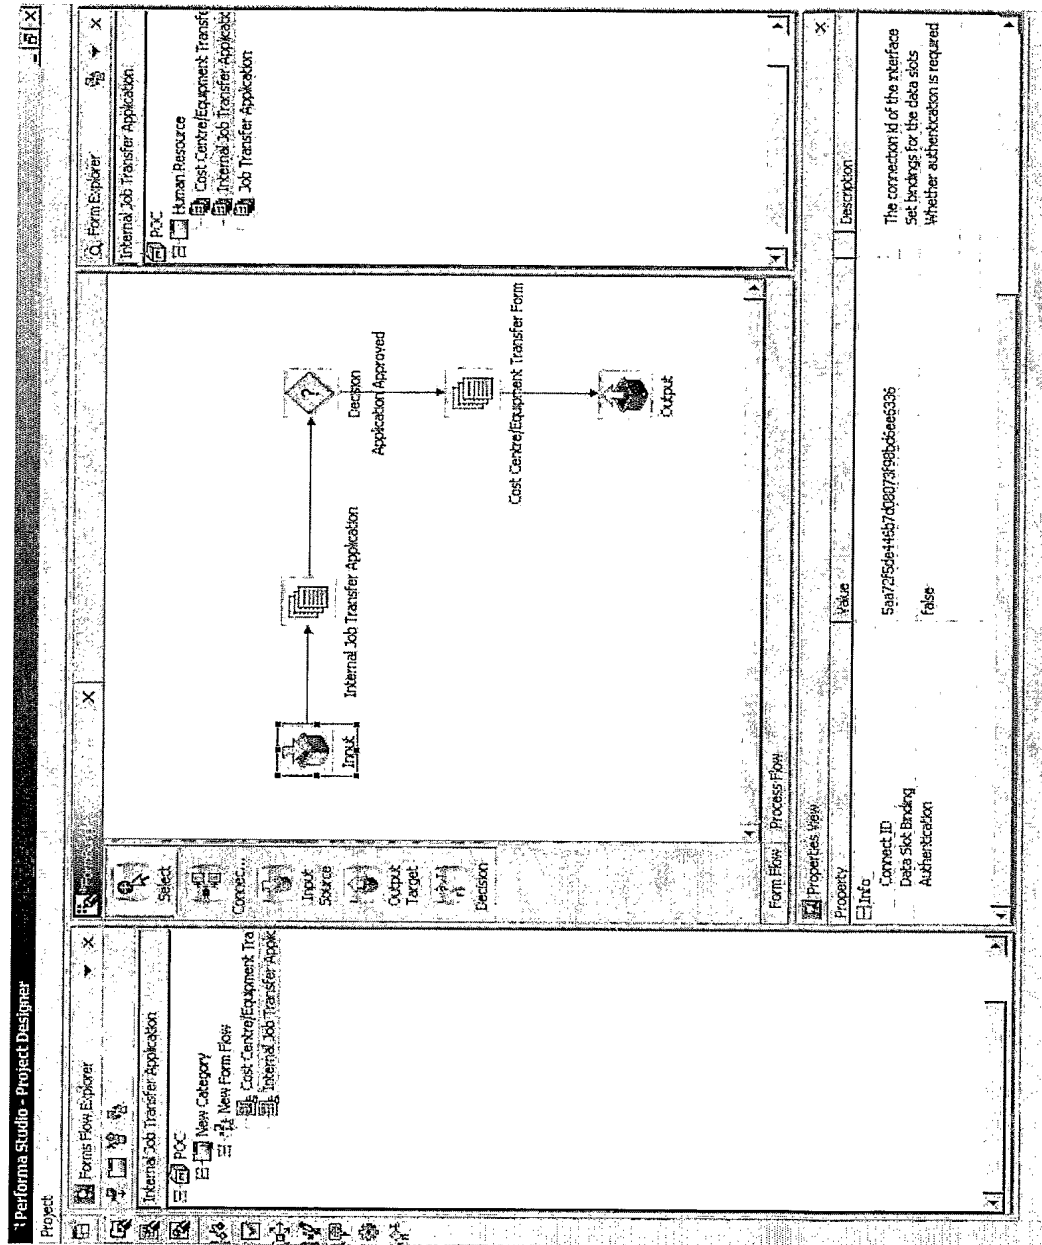 Performa Studio - Project Designer
Project
Forms Flow Explorer
Internal Job Transfer Application
POC
New Category
New Form Flow
Cost Centre/Equipment Tra
Internal Job Transfer Applic
Select
Connec...
Input
Source
Output
Target
Decision
Input
Internal Job Transfer Application
Decision
Application Approved
Cost Centre/Equipment Transfer Form
Output
Form Flow
Process Flow
Form Explorer
Internal Job Transfer Application
POC
Human Resource
Cost Centre/Equipment Transfe
Internal Job Transfer Applicatic
Job Transfer Application
Properties View
Property Value Description
Info
Connect ID 5aa72f5de446b7d08073f98bd6ee6336 The connection id of the interface
Data Slot Binding Set bindings for the data slots
Authentication false Whether authentication is required